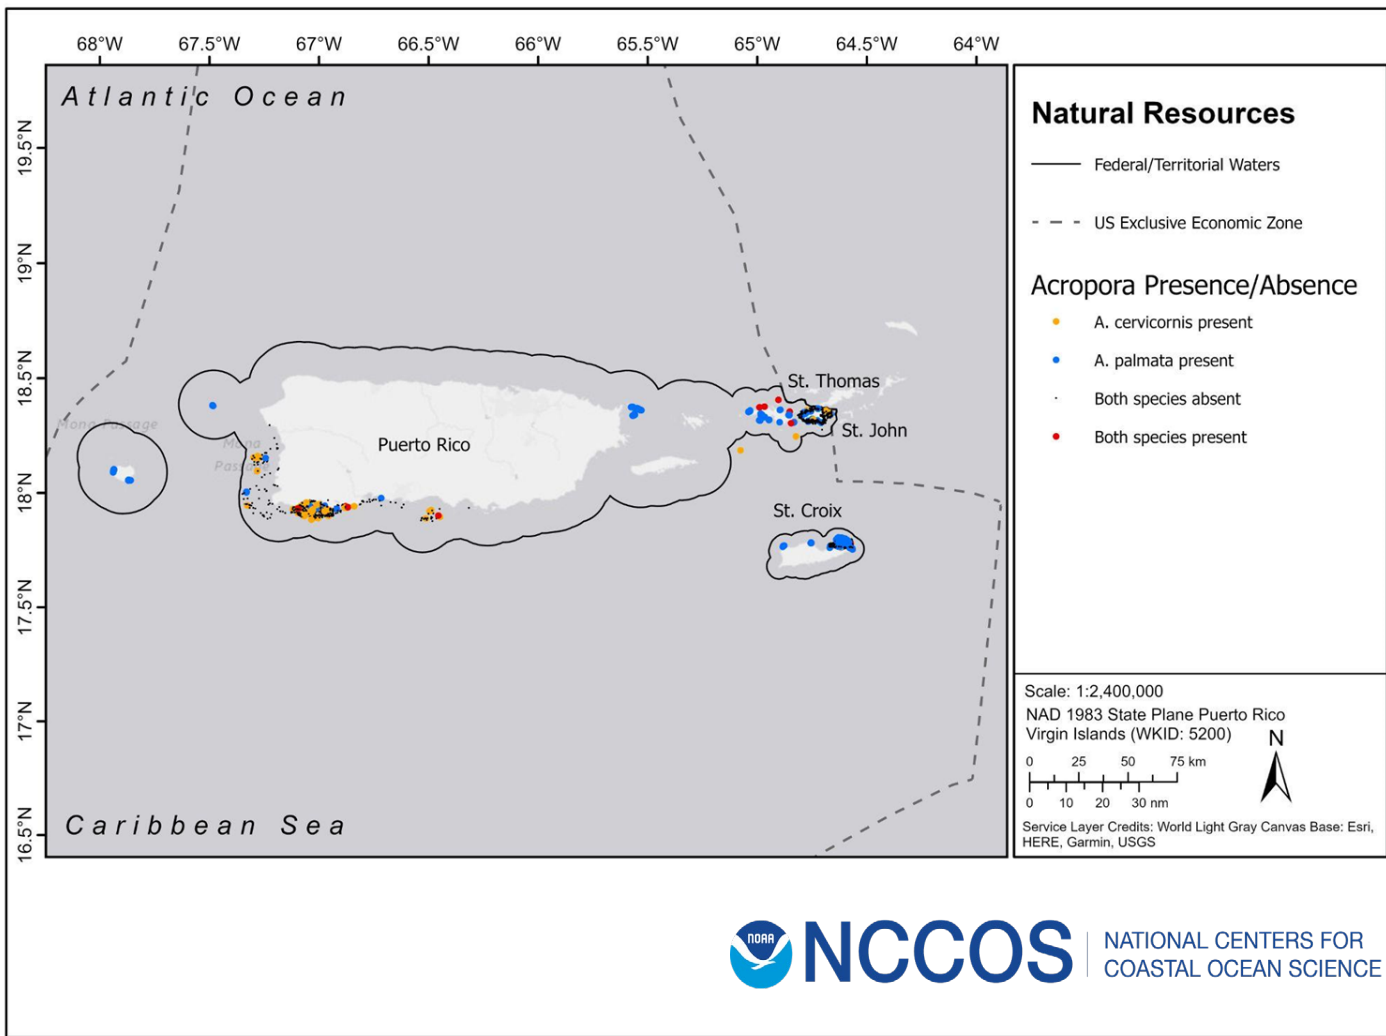 68°W 67.5°W 67°W 66.5°W 66°W 65.5°W 65°W 64.5°W 64°W
19.5°N
19°N
18.5°N
18°N
17.5°N
17°N
16.5°N
Atlantic Ocean
Mona Passage
Mona
Passage
Puerto Rico
St. Thomas
St. John
St. Croix
Caribbean Sea
Natural Resources
Federal/Territorial Waters
US Exclusive Economic Zone
Acropora Presence/Absence
A. cervicornis present
A. palmata present
Both species absent
Both species present
Scale: 1:2,400,000
NAD 1983 State Plane Puerto Rico
Virgin Islands (WKID: 5200)
N
0 25 50 75 km
0 10 20 30 nm
Service Layer Credits: World Light Gray Canvas Base: Esri,
HERE, Garmin, USGS
NOAA
NCCOS
NATIONAL CENTERS FOR
COASTAL OCEAN SCIENCE